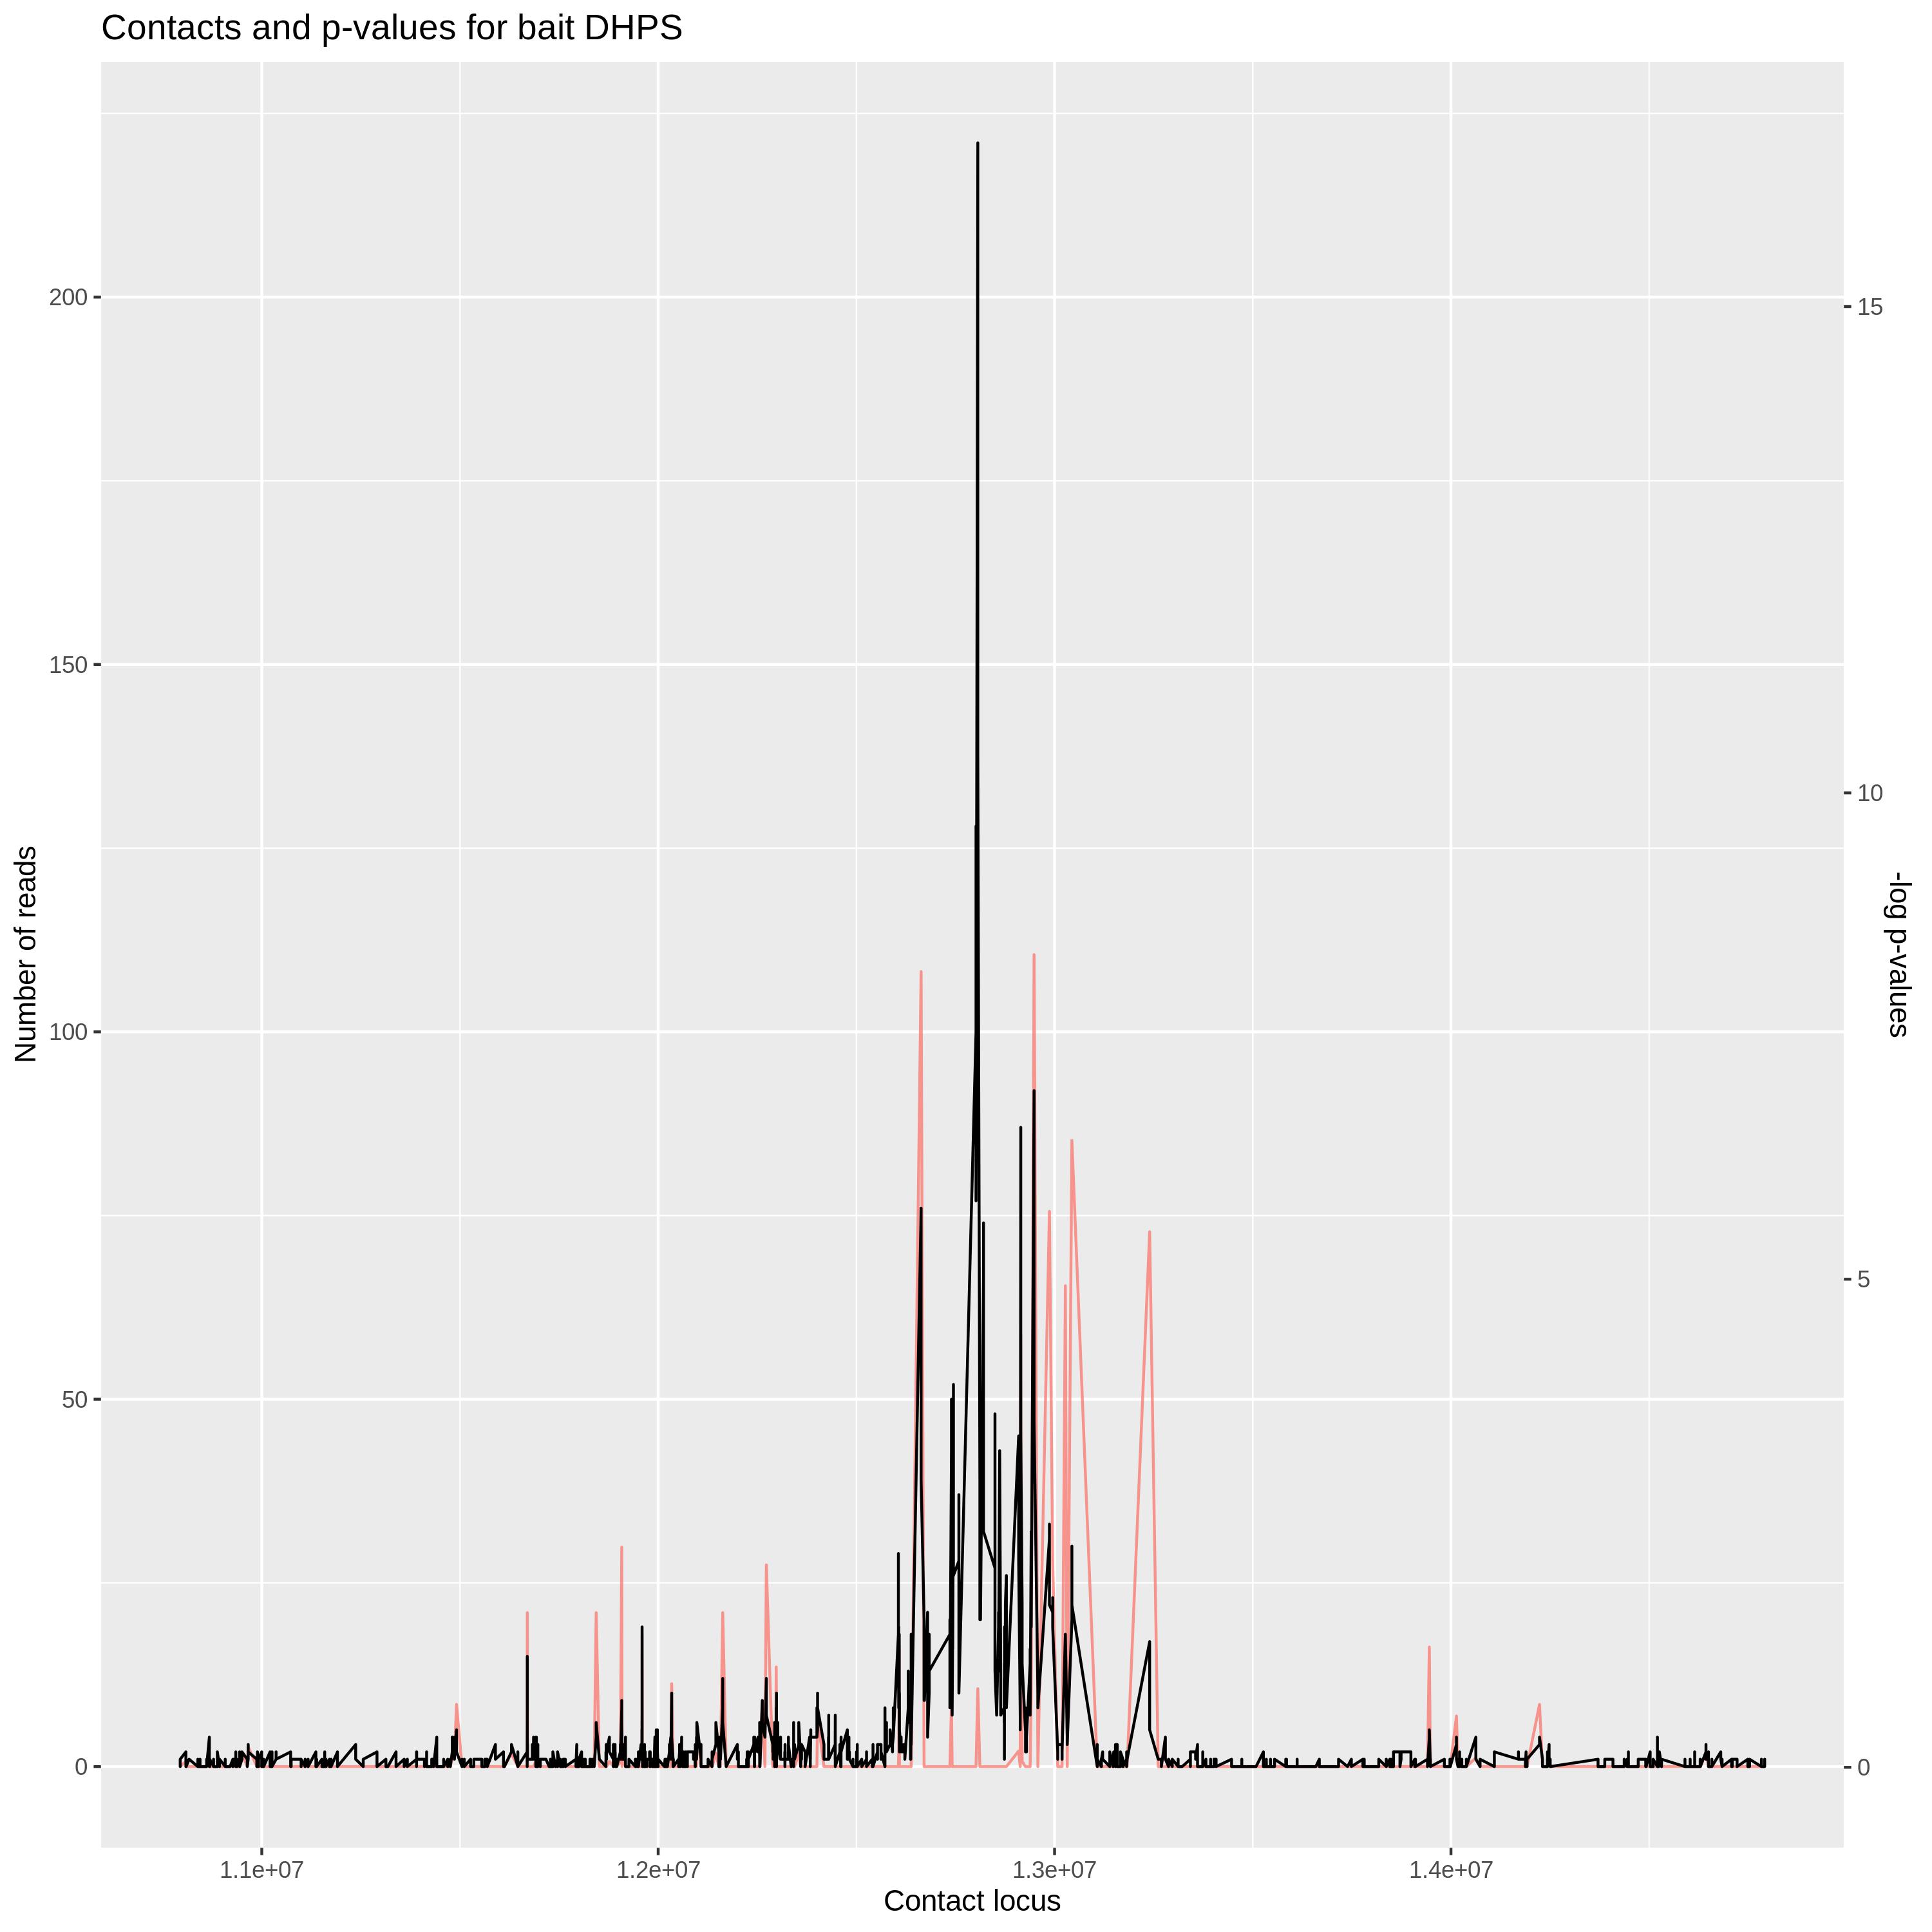 Contacts and p-values for bait DHPS
200
150
100
50
0
Number of reads
15
10
5
0
-log p-values
1.1e+07
1.2e+07
1.3e+07
1.4e+07
Contact locus